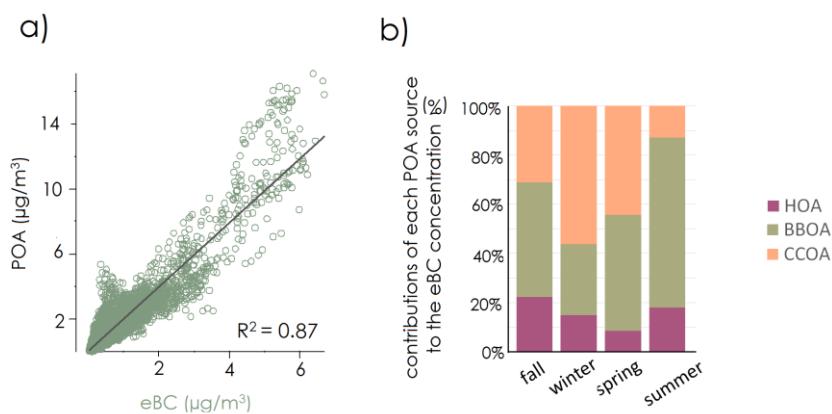 a)
POA (µg/m³)
14
10
6
2
2
4
6
R² = 0.87
eBC (µg/m³)
b)
contributions of each POA source
to the eBC concentration (%)
100%
80%
60%
40%
20%
0%
fall
winter
spring
summer
HOA
BBOA
CCOA